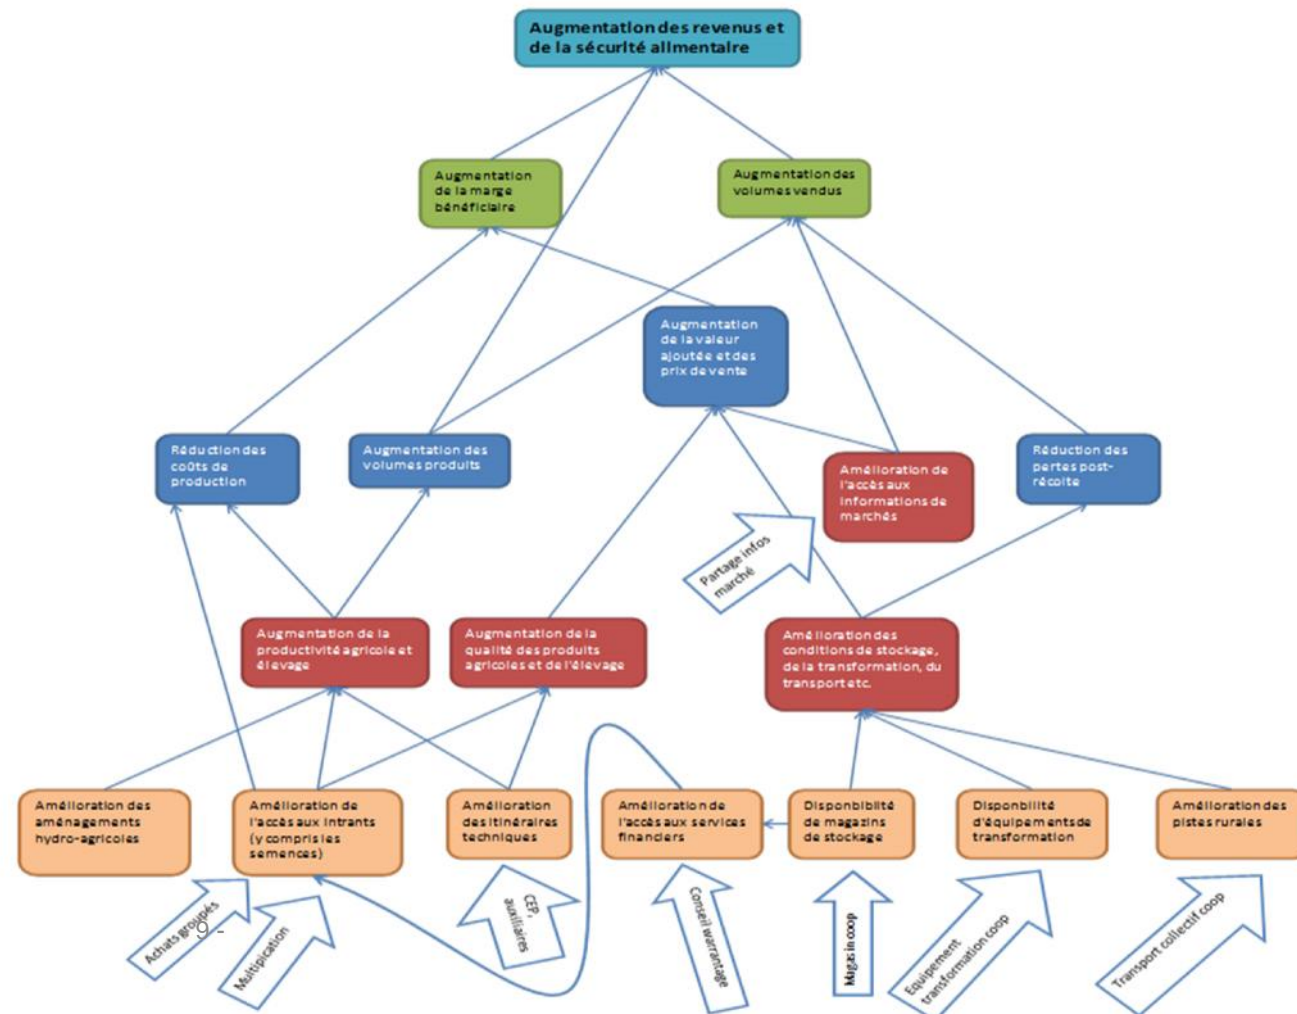 Augmentation des revenus et
de la sécurité alimentaire
Augmentation
de la marge
bénéficiaire
Augmentation des
volumes vendus
Augmentation
de la valeur
ajoutée et des
prix de vente
Réduction des
coûts de
production
Augmentation des
volumes produits
Amélioration de
l'accès aux
informations de
marchés
Réduction des
pertes post-
récolte
Partage infos
marché
Augmentation de la
productivité agricole et
élevage
Augmentation de la
qualité des produits
agricoles et de l'élevage
Amélioration des
conditions de stockage,
de la transformation, du
transport etc.
Amélioration des
aménagements
hydro-agricoles
Amélioration de
l'accès aux intrants
(y compris les
semences)
Amélioration
des itinéraires
techniques
Amélioration de
l'accès aux services
financiers
Disponbiblité
de magazins
de stockage
Disponbilité
d'équipements de
transformation
Amélioration des
pistes rurales
Achats groupés
9 -
Multipication
CEP,
auxiliaires
Conseil warrantage
Magasin coop
Equipement
transformation coop
Transport collectif coop